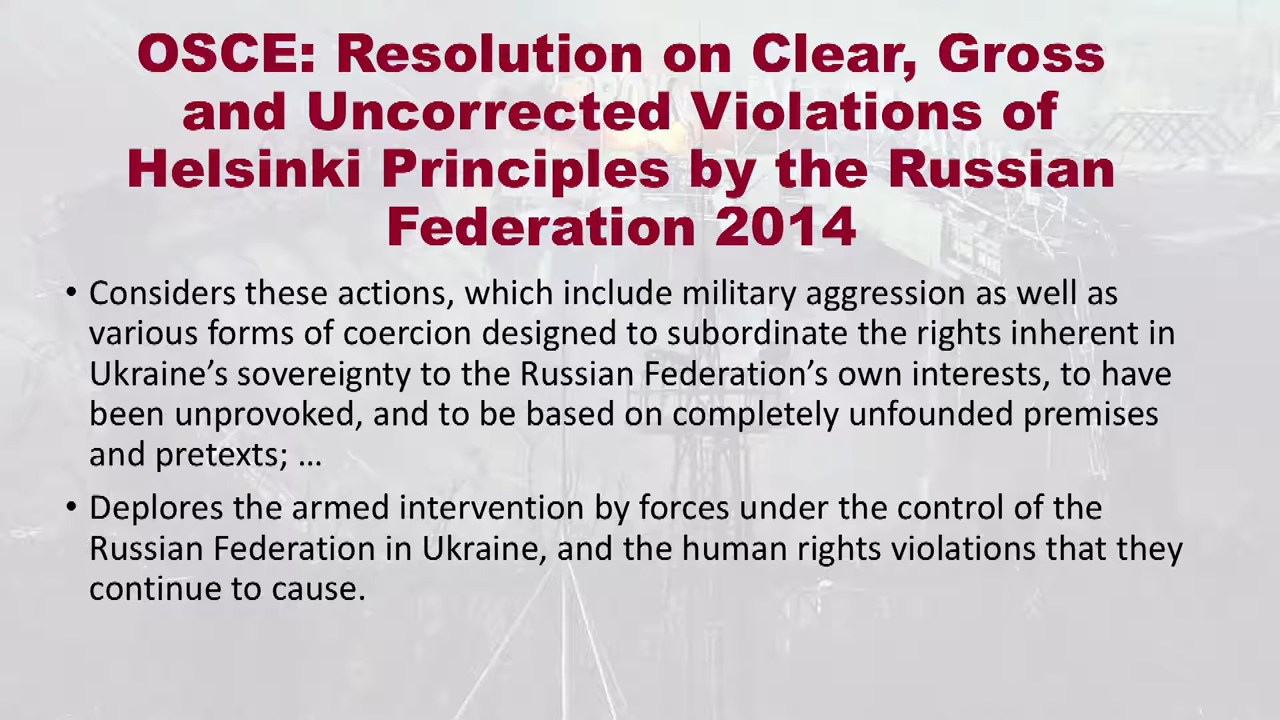 OSCE: Resolution on Clear, Gross
and Uncorrected Violations of
Helsinki Principles by the Russian
Federation 2014
• Considers these actions, which include military aggression as well as
various forms of coercion designed to subordinate the rights inherent in
Ukraine’s sovereignty to the Russian Federation’s own interests, to have
been unprovoked, and to be based on completely unfounded premises
and pretexts; …
• Deplores the armed intervention by forces under the control of the
Russian Federation in Ukraine, and the human rights violations that they
continue to cause.